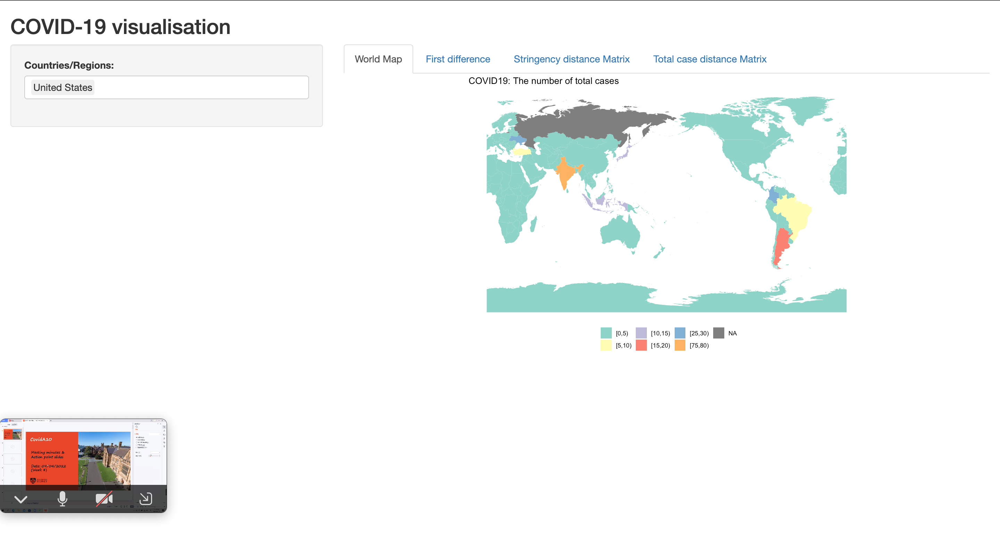 COVID-19 visualisation
Countries/Regions:
United States
World Map
First difference
Stringency distance Matrix
Total case distance Matrix
COVID19: The number of total cases
[0,5)
[10,15)
[25,30)
NA
[5,10)
[15,20)
[75,80)
CovidA10
Meeting minutes &
Action point slides
Date: 09/04/2022
(Week 8)
SYDNEY